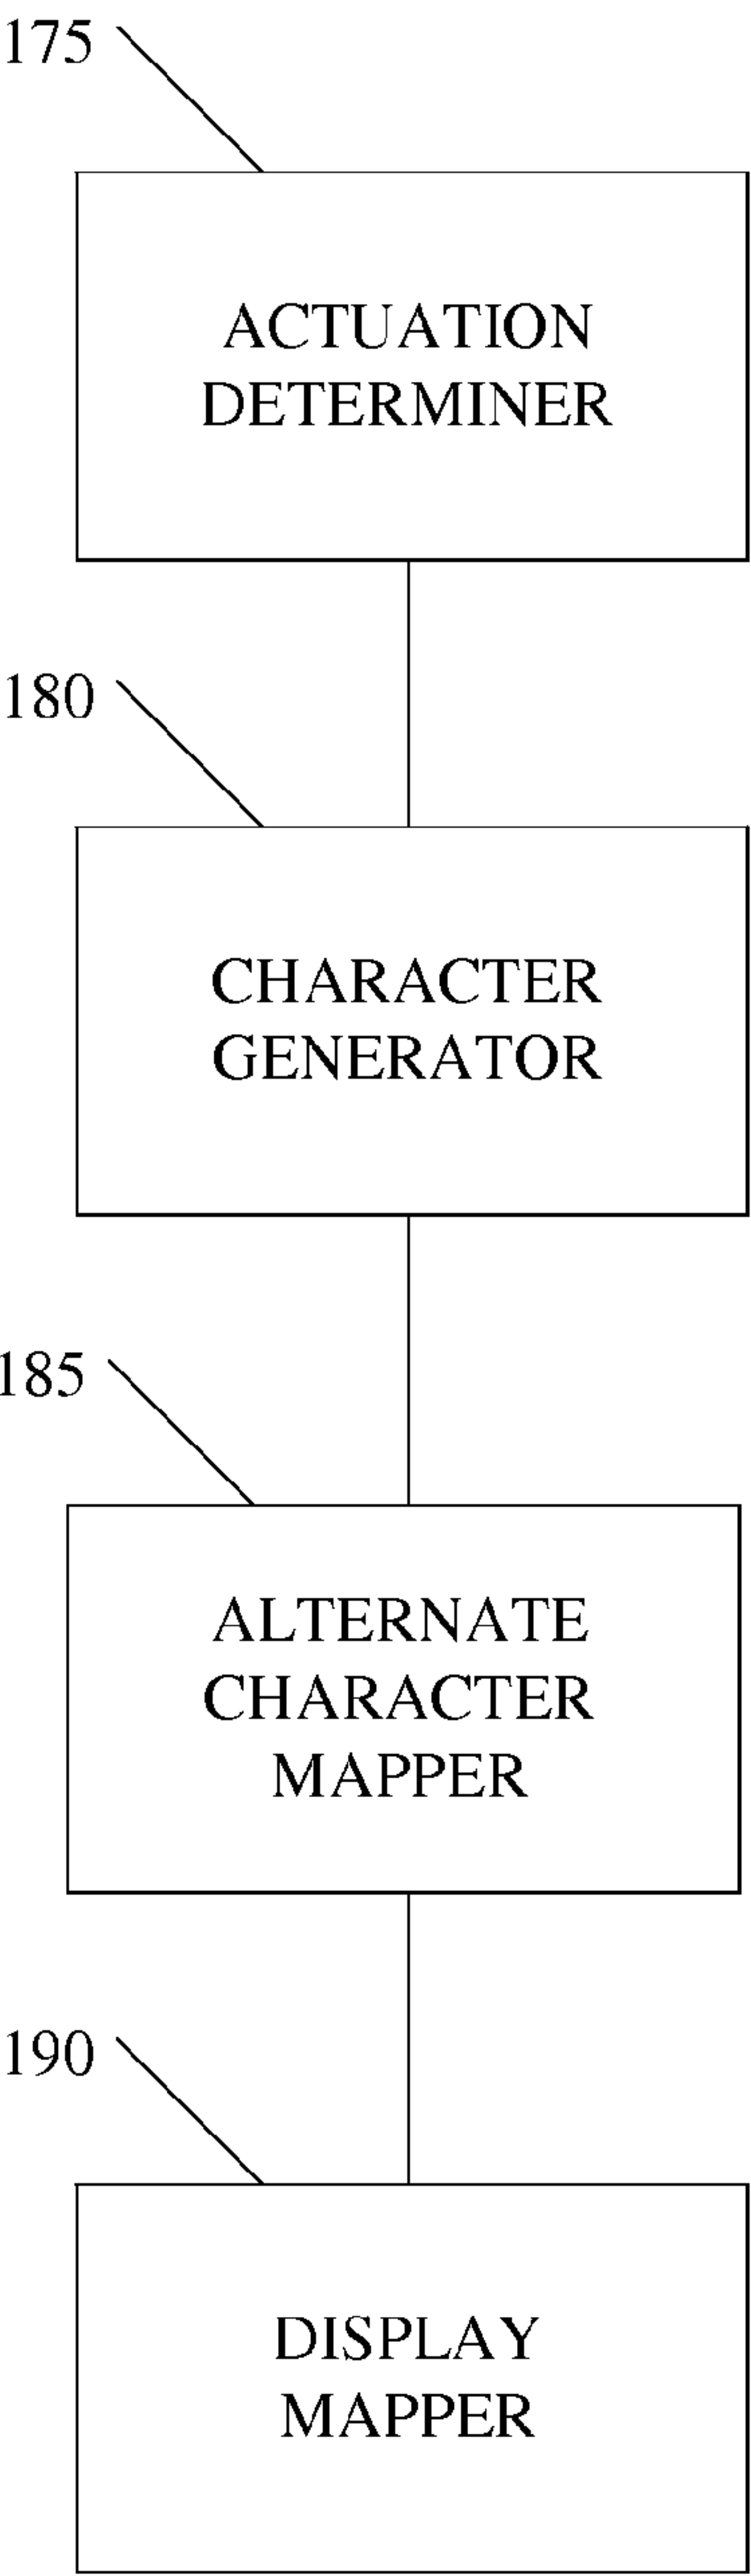 175
ACTUATION
DETERMINER
180
CHARACTER
GENERATOR
185
ALTERNATE
CHARACTER
MAPPER
190
DISPLAY
MAPPER